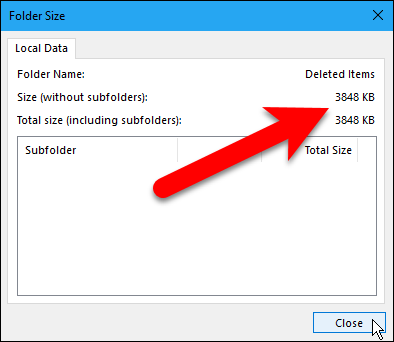 Folder Size
Local Data
Folder Name: Deleted Items
Size (without subfolders): 3848 KB
Total size (including subfolders): 3848 KB
Subfolder Total Size
Close